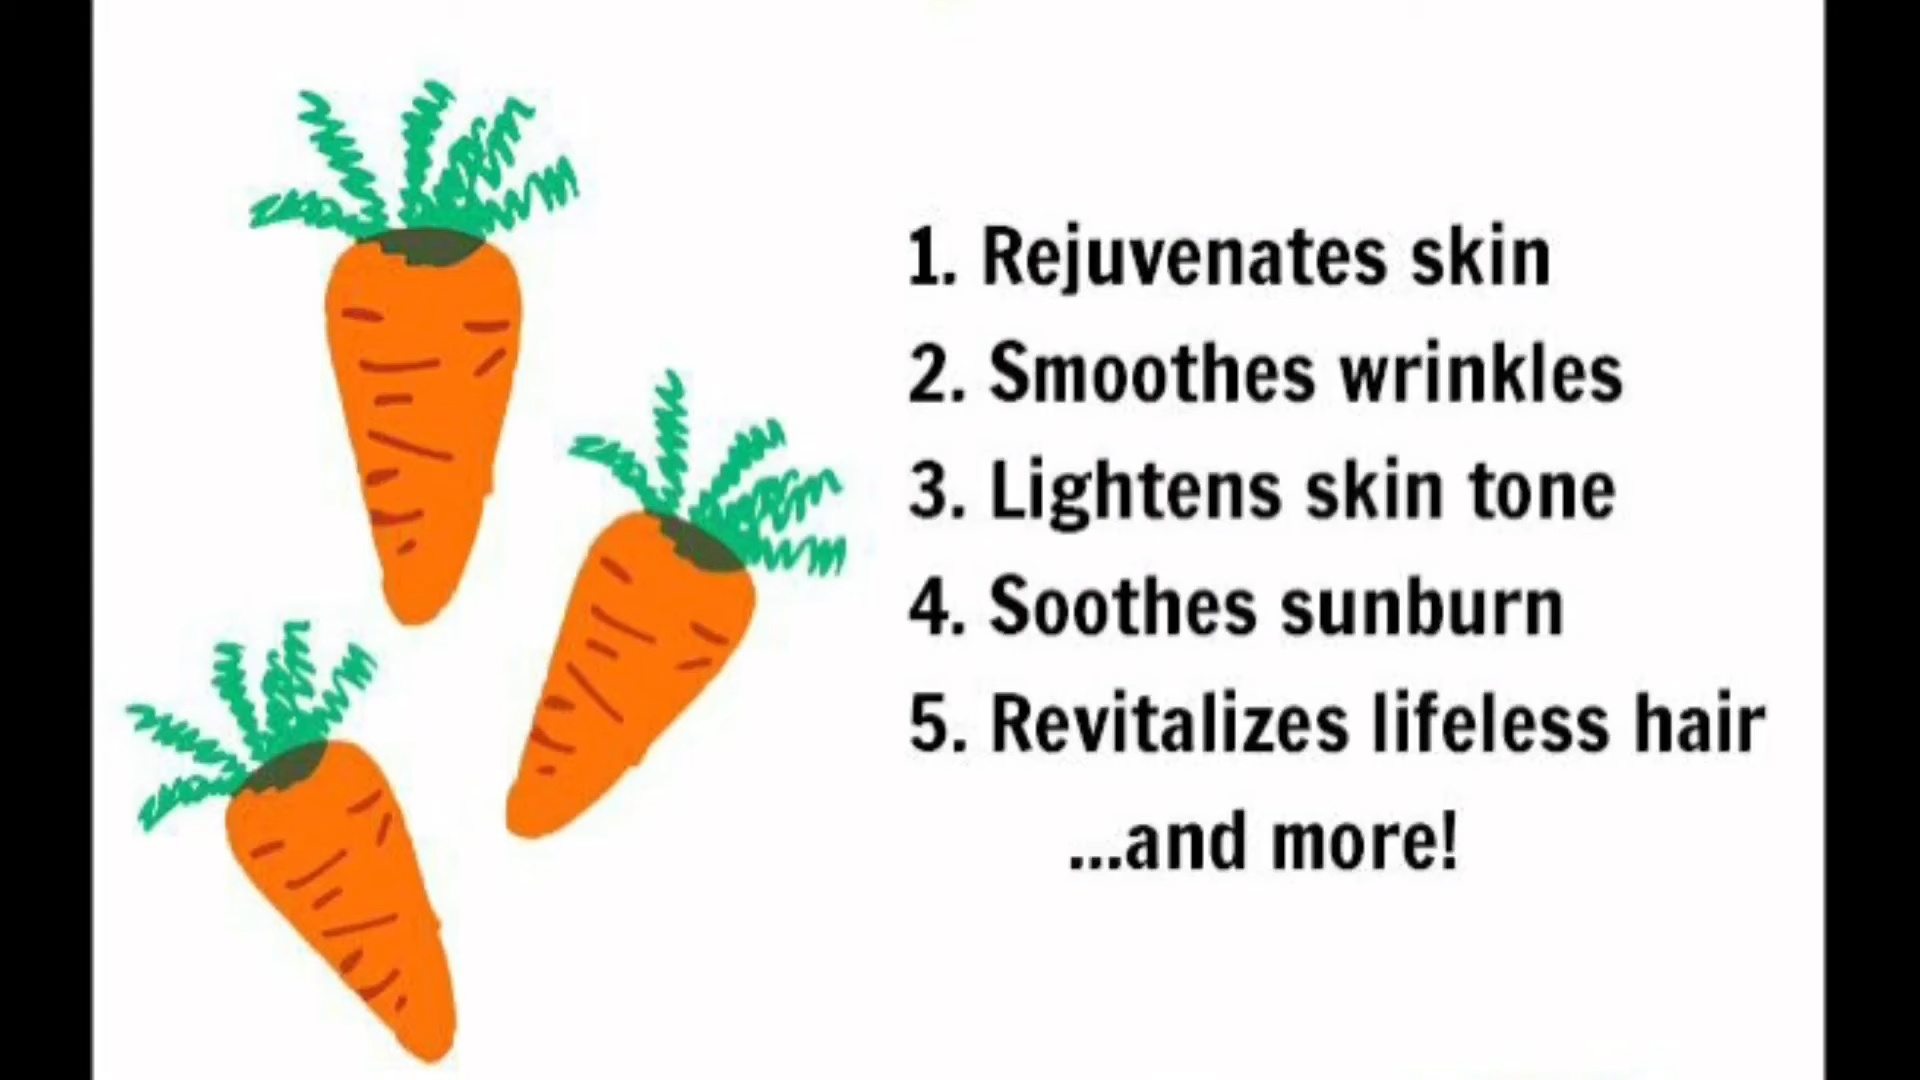 1. Rejuvenates skin
2. Smoothes wrinkles
3. Lightens skin tone
4. Soothes sunburn
5. Revitalizes lifeless hair
...and more!